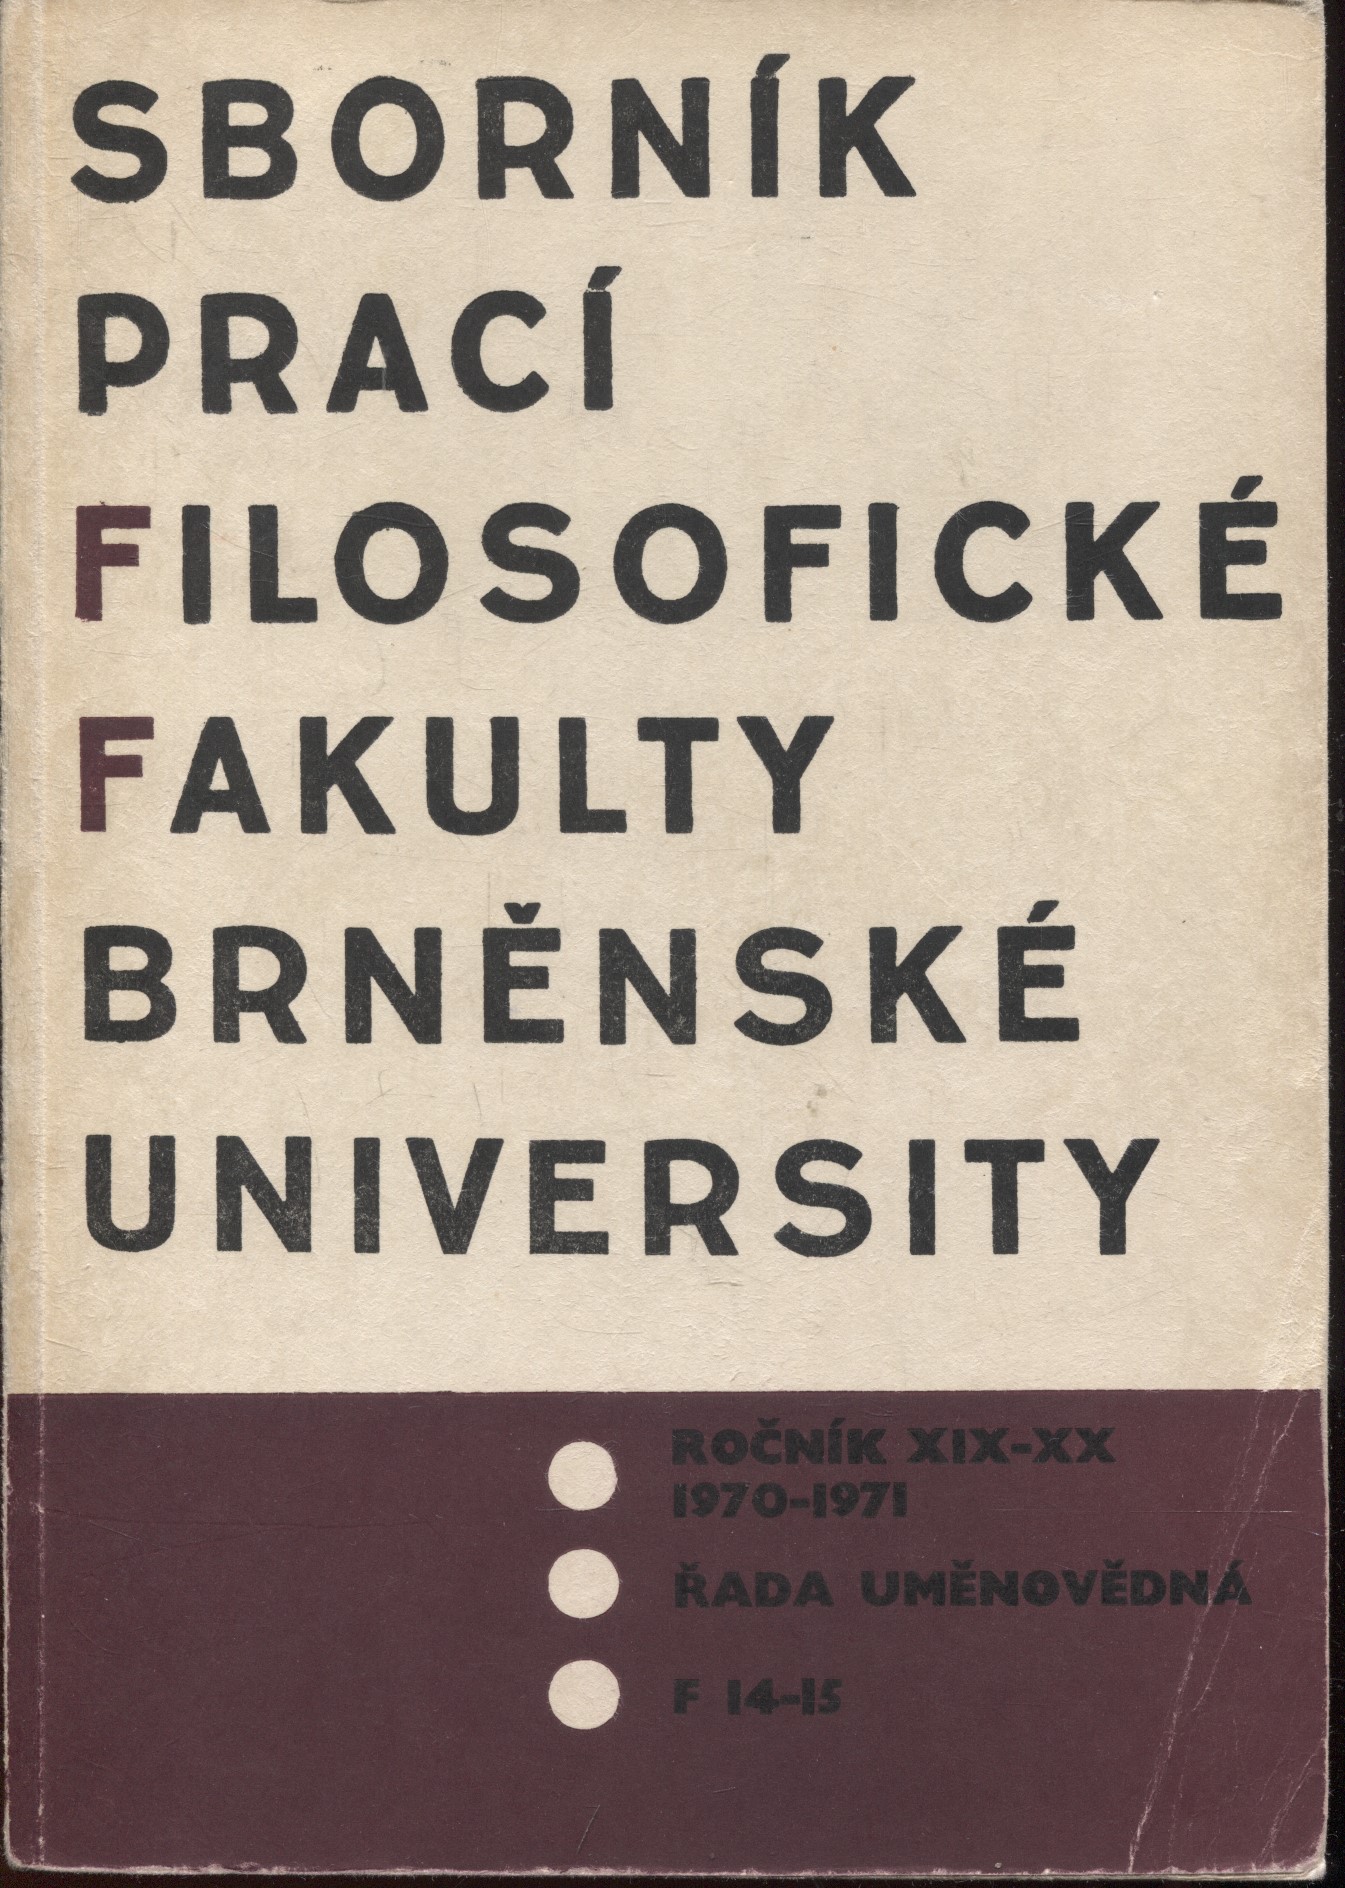 SBORNÍK
PRACÍ
FILOSOFICKÉ
FAKULTY
BRNĚNSKÉ
UNIVERSITY
ROČNÍK XIX-XX
1970-1971
ŘADA UMĚNOVĚDNÁ
F 14-15